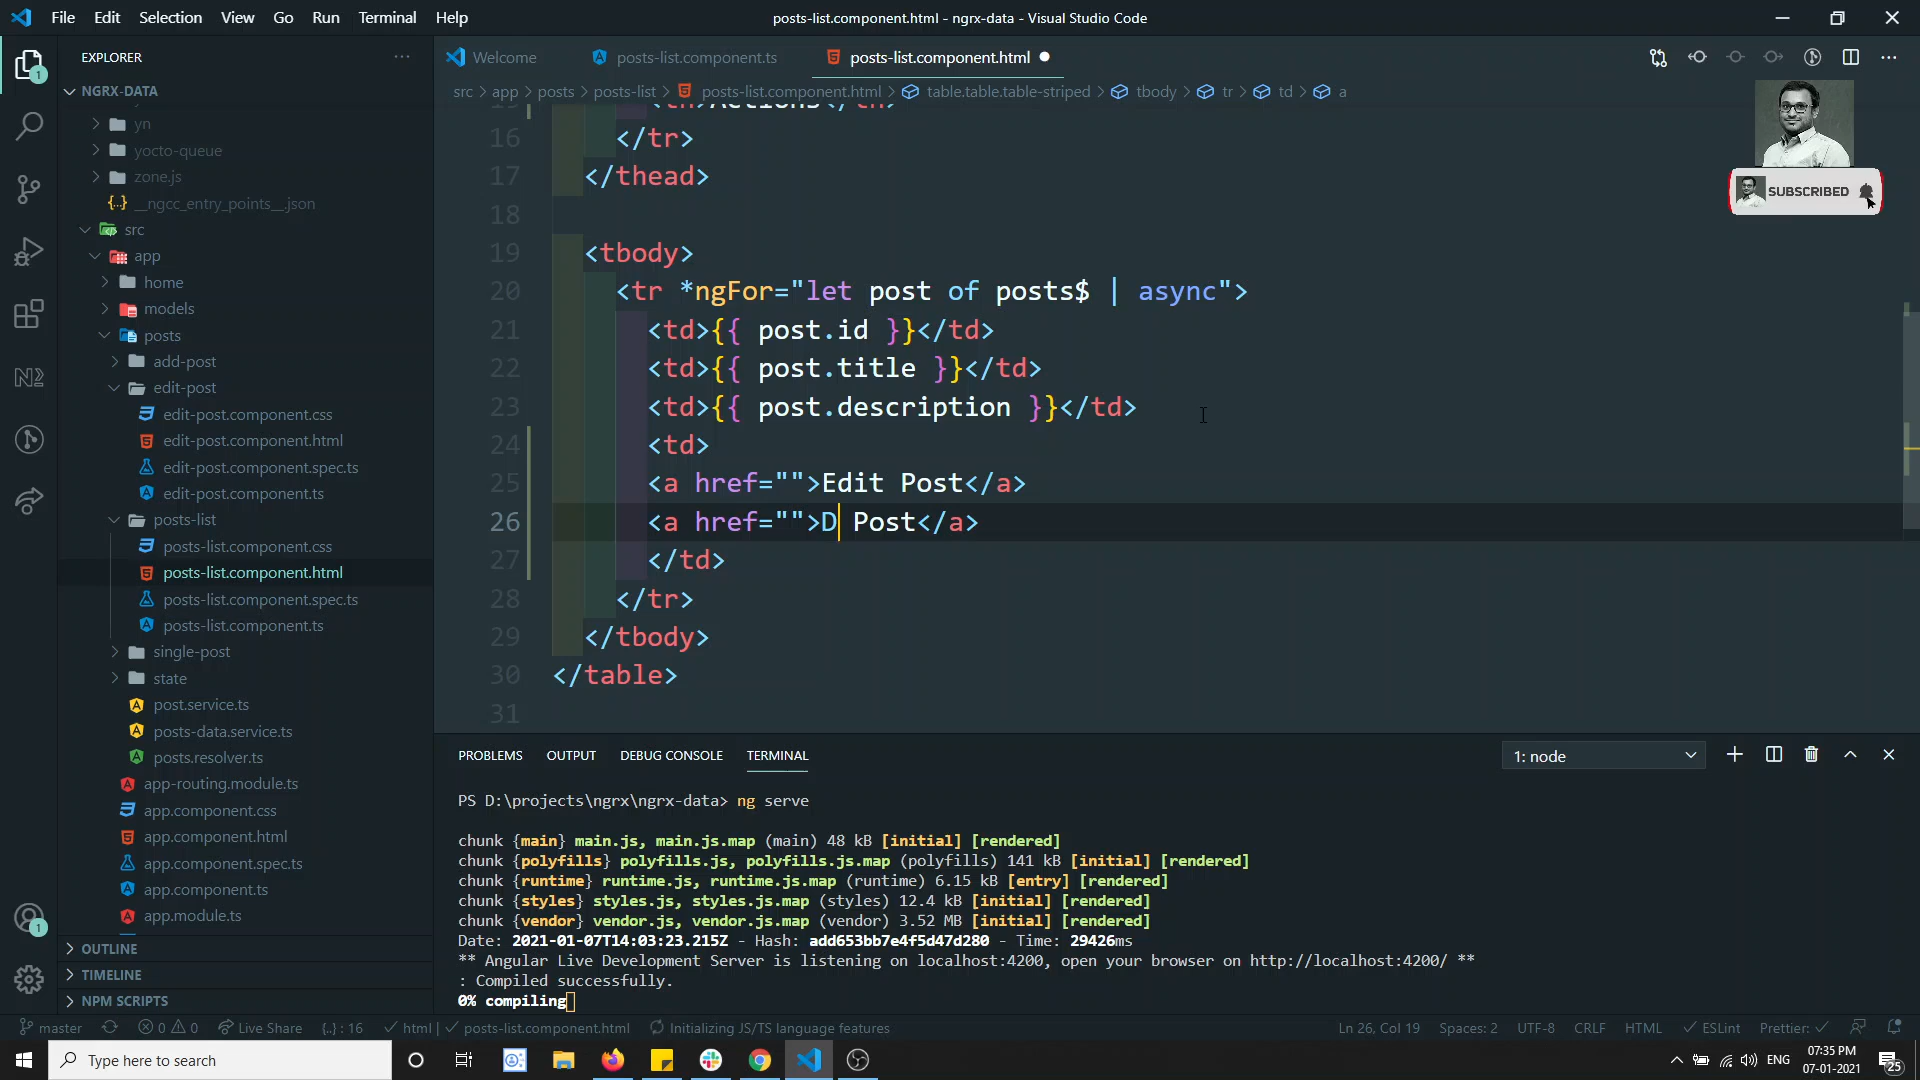 File Edit Selection View Go Run Terminal Help
posts-list.component.html - ngrx-data - Visual Studio Code
EXPLORER
NGRX-DATA
yn
yocto-queue
zone.js
__ngcc_entry_points__.json
src
app
home
models
posts
add-post
edit-post
edit-post.component.css
edit-post.component.html
edit-post.component.spec.ts
edit-post.component.ts
posts-list
posts-list.component.css
posts-list.component.html
posts-list.component.spec.ts
posts-list.component.ts
single-post
state
post.service.ts
posts-data.service.ts
posts.resolver.ts
app-routing.module.ts
app.component.css
app.component.html
app.component.spec.ts
app.component.ts
app.module.ts
OUTLINE
TIMELINE
NPM SCRIPTS
Welcome posts-list.component.ts posts-list.component.html
src > app > posts > posts-list > posts-list.component.html > table.table.table-striped > tbody > tr > td > a
15 <th>Actions</th>
16 </tr>
17 </thead>
18
19 <tbody>
20 <tr *ngFor="let post of posts$ | async">
21 <td>{{ post.id }}</td>
22 <td>{{ post.title }}</td>
23 <td>{{ post.description }}</td>
24 <td>
25 <a href="">Edit Post</a>
26 <a href="">D Post</a>
27 </td>
28 </tr>
29 </tbody>
30 </table>
31
SUBSCRIBED
PROBLEMS OUTPUT DEBUG CONSOLE TERMINAL
1: node
PS D:\projects\ngrx\ngrx-data> ng serve
chunk {main} main.js, main.js.map (main) 48 kB [initial] [rendered]
chunk {polyfills} polyfills.js, polyfills.js.map (polyfills) 141 kB [initial] [rendered]
chunk {runtime} runtime.js, runtime.js.map (runtime) 6.15 kB [entry] [rendered]
chunk {styles} styles.js, styles.js.map (styles) 12.4 kB [initial] [rendered]
chunk {vendor} vendor.js, vendor.js.map (vendor) 3.52 MB [initial] [rendered]
Date: 2021-01-07T14:03:23.215Z - Hash: add653bb7e4f5d47d280 - Time: 29426ms
** Angular Live Development Server is listening on localhost:4200, open your browser on http://localhost:4200/ **
: Compiled successfully.
0% compiling
1
1
master 0 0 Live Share {..} : 16 html | posts-list.component.html Initializing JS/TS language features
Ln 26, Col 19 Spaces: 2 UTF-8 CRLF HTML ESLint Prettier:
Type here to search
ENG
07:35 PM
07-01-2021
25